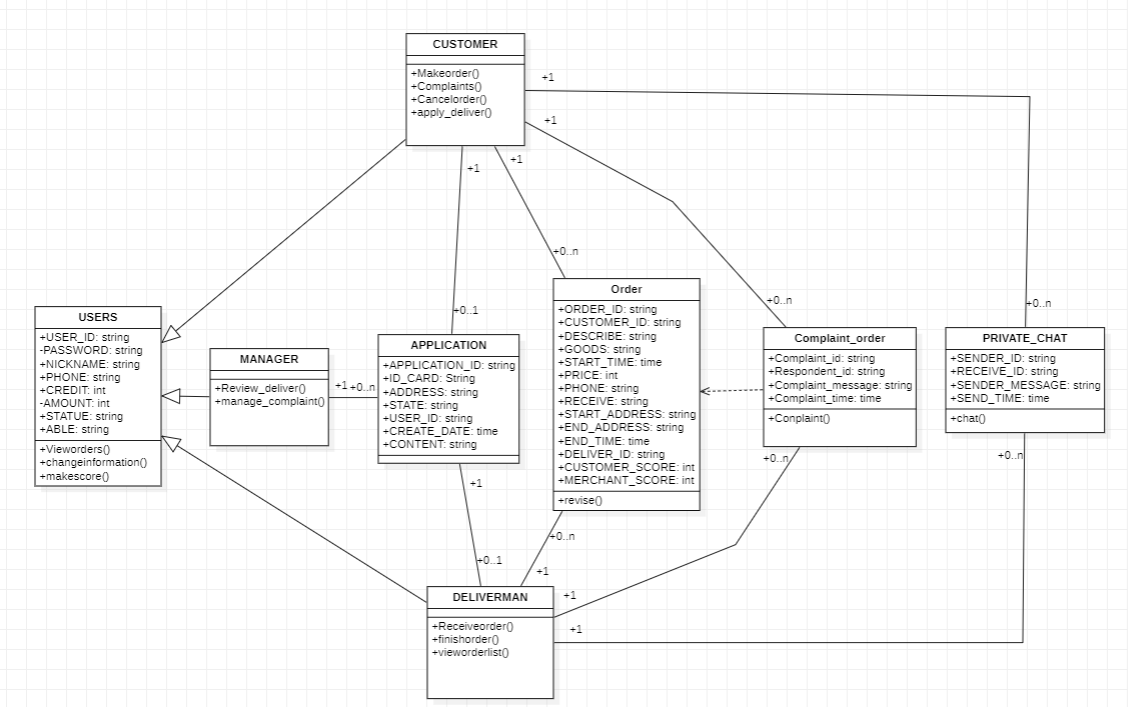 CUSTOMER
+Makeorder()
+Complaints()
+Cancelorder()
+apply_deliver()
+1
+1
+1
+1
+0..n
+0..n
+0..n
+0..1
USERS
+USER_ID: string
-PASSWORD: string
+NICKNAME: string
+PHONE: string
+CREDIT: int
-AMOUNT: int
+STATUE: string
+ABLE: string
+Vieworders()
+changeinformation()
+makescore()
MANAGER
+Review_deliver()
+manage_complaint()
+1
+0..n
APPLICATION
+APPLICATION_ID: string
+ID_CARD: String
+ADDRESS: string
+STATE: string
+USER_ID: string
+CREATE_DATE: time
+CONTENT: string
Order
+ORDER_ID: string
+CUSTOMER_ID: string
+DESCRIBE: string
+GOODS: string
+START_TIME: time
+PRICE: int
+PHONE: string
+RECEIVE: string
+START_ADDRESS: string
+END_ADDRESS: string
+END_TIME: time
+DELIVER_ID: string
+CUSTOMER_SCORE: int
+MERCHANT_SCORE: int
+revise()
Complaint_order
+Complaint_id: string
+Respondent_id: string
+Complaint_message: string
+Complaint_time: time
+Conplaint()
PRIVATE_CHAT
+SENDER_ID: string
+RECEIVE_ID: string
+SENDER_MESSAGE: string
+SEND_TIME: time
+chat()
+0..n
+0..n
+1
+0..n
+0..1
+1
+1
+1
DELIVERMAN
+Receiveorder()
+finishorder()
+vieworderlist()